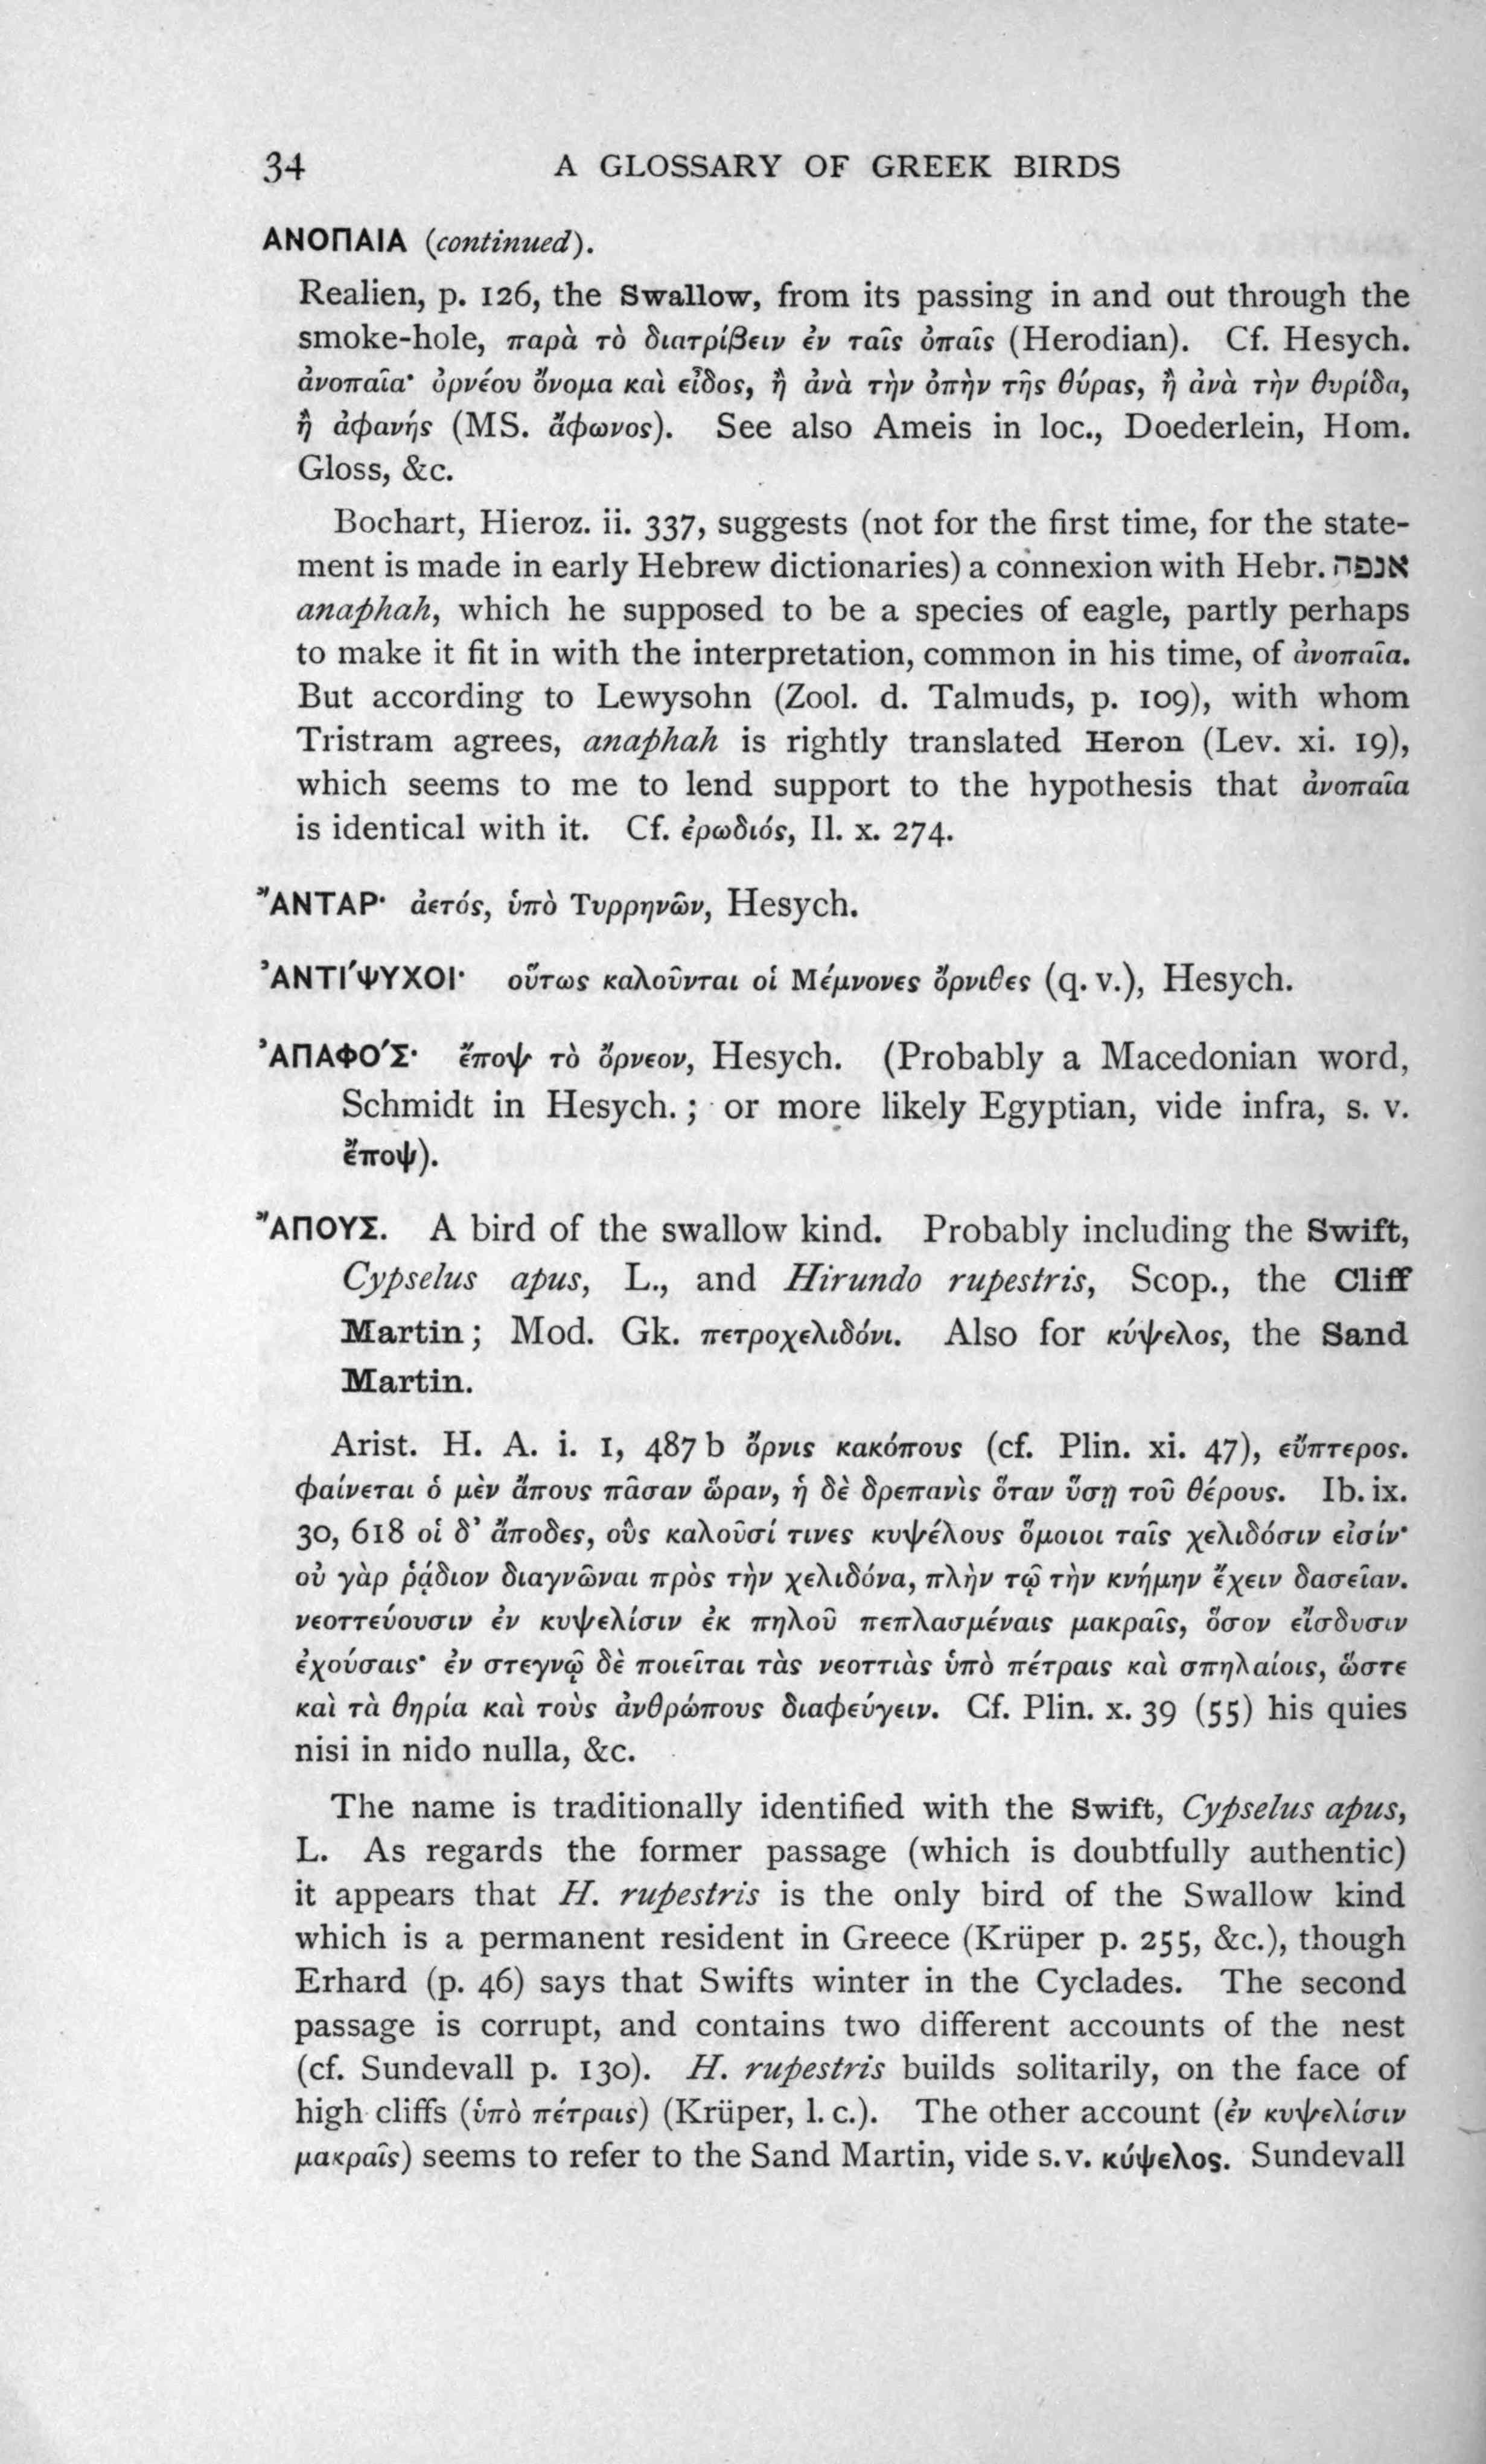 34 A GLOSSARY OF GREEK BIRDS
ΑΝΟΠΑΙΑ (continued).
Realien, p. 126, the Swallow, from its passing in and out through the
smoke-hole, παρὰ τὸ διατρίβειν ἐν ταῖς ὀπαῖς (Herodian). Cf. Hesych.
ἀνοπαῖα· ὀρνέου ὄνομα καὶ εἶδος, ἢ ἀνὰ τὴν ὀπὴν τῆς θύρας, ἢ ἀνὰ τὴν θυρίδα,
ἢ ἀφανής (MS. ἄφωνος). See also Ameis in loc., Doederlein, Hom.
Gloss, &c.
Bochart, Hieroz. ii. 337, suggests (not for the first time, for the state-
ment is made in early Hebrew dictionaries) a connexion with Hebr. אנפה
anaphah, which he supposed to be a species of eagle, partly perhaps
to make it fit in with the interpretation, common in his time, of ἀνοπαῖα.
But according to Lewysohn (Zool. d. Talmuds, p. 109), with whom
Tristram agrees, anaphah is rightly translated Heron (Lev. xi. 19),
which seems to me to lend support to the hypothesis that ἀνοπαῖα
is identical with it. Cf. ἐρωδιός, Il. x. 274.
ἌΝΤΑΡ· ἀετός, ὑπὸ Τυρρηνῶν, Hesych.
ἈΝΤΙ´ΨΥΧΟΙ· οὕτως καλοῦνται οἱ Μέμνονες ὄρνιθες (q. v.), Hesych.
ἈΠΑΦΟ´Σ· ἔποψ τὸ ὄρνεον, Hesych. (Probably a Macedonian word,
Schmidt in Hesych.; or more likely Egyptian, vide infra, s. v.
ἔποψ).
ἌΠΟΥΣ. A bird of the swallow kind. Probably including the Swift,
Cypselus apus, L., and Hirundo rupestris, Scop., the Cliff
Martin; Mod. Gk. πετροχελιδόνι. Also for κύψελος, the Sand
Martin.
Arist. H. A. i. 1, 487 b ὄρνις κακόπους (cf. Plin. xi. 47), εὔπτερος.
φαίνεται ὁ μὲν ἄπους πᾶσαν ὥραν, ἡ δὲ δρεπανὶς ὅταν ὕσῃ τοῦ θέρους. Ib. ix.
30, 618 οἱ δ' ἄποδες, οὓς καλοῦσί τινες κυψέλους ὅμοιοι ταῖς χελιδόσιν εἰσίν·
οὐ γὰρ ῥᾴδιον διαγνῶναι πρὸς τὴν χελιδόνα, πλὴν τῷ τὴν κνήμην ἔχειν δασεῖαν.
νεοττεύουσιν ἐν κυψελίσιν ἐκ πηλοῦ πεπλασμέναις μακραῖς, ὅσον εἴσδυσιν
ἐχούσαις· ἐν στεγνῷ δὲ ποιεῖται τὰς νεοττιὰς ὑπὸ πέτραις καὶ σπηλαίοις, ὥστε
καὶ τὰ θηρία καὶ τοὺς ἀνθρώπους διαφεύγειν. Cf. Plin. x. 39 (55) his quies
nisi in nido nulla, &c.
The name is traditionally identified with the Swift, Cypselus apus,
L. As regards the former passage (which is doubtfully authentic)
it appears that H. rupestris is the only bird of the Swallow kind
which is a permanent resident in Greece (Krüper p. 255, &c.), though
Erhard (p. 46) says that Swifts winter in the Cyclades. The second
passage is corrupt, and contains two different accounts of the nest
(cf. Sundevall p. 130). H. rupestris builds solitarily, on the face of
high cliffs (ὑπὸ πέτραις) (Krüper, l. c.). The other account (ἐν κυψελίσιν
μακραῖς) seems to refer to the Sand Martin, vide s. v. κύψελος. Sundevall